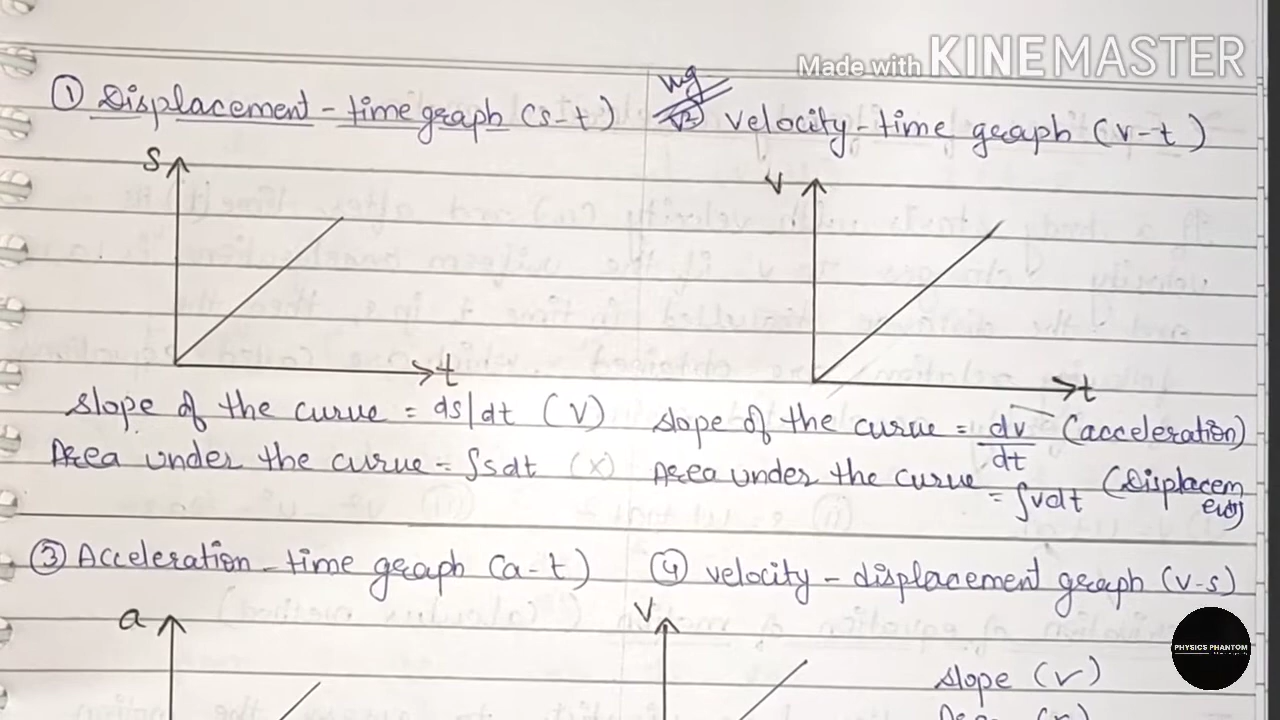 Made with KINEMASTER
① Displacement - time graph (s-t)
② velocity - time graph (v-t)
S
t
V
t
slope of the curve = ds/dt (V)
Area under the curve = ∫sdt (x)
slope of the curve = dv/dt (acceleration)
Area under the curve
= ∫vdt (Displacem
ent)
③ Acceleration - time graph (a-t)
④ velocity - displacement graph (v-s)
a
V
slope (✓)
PHYSICS PHANTOM